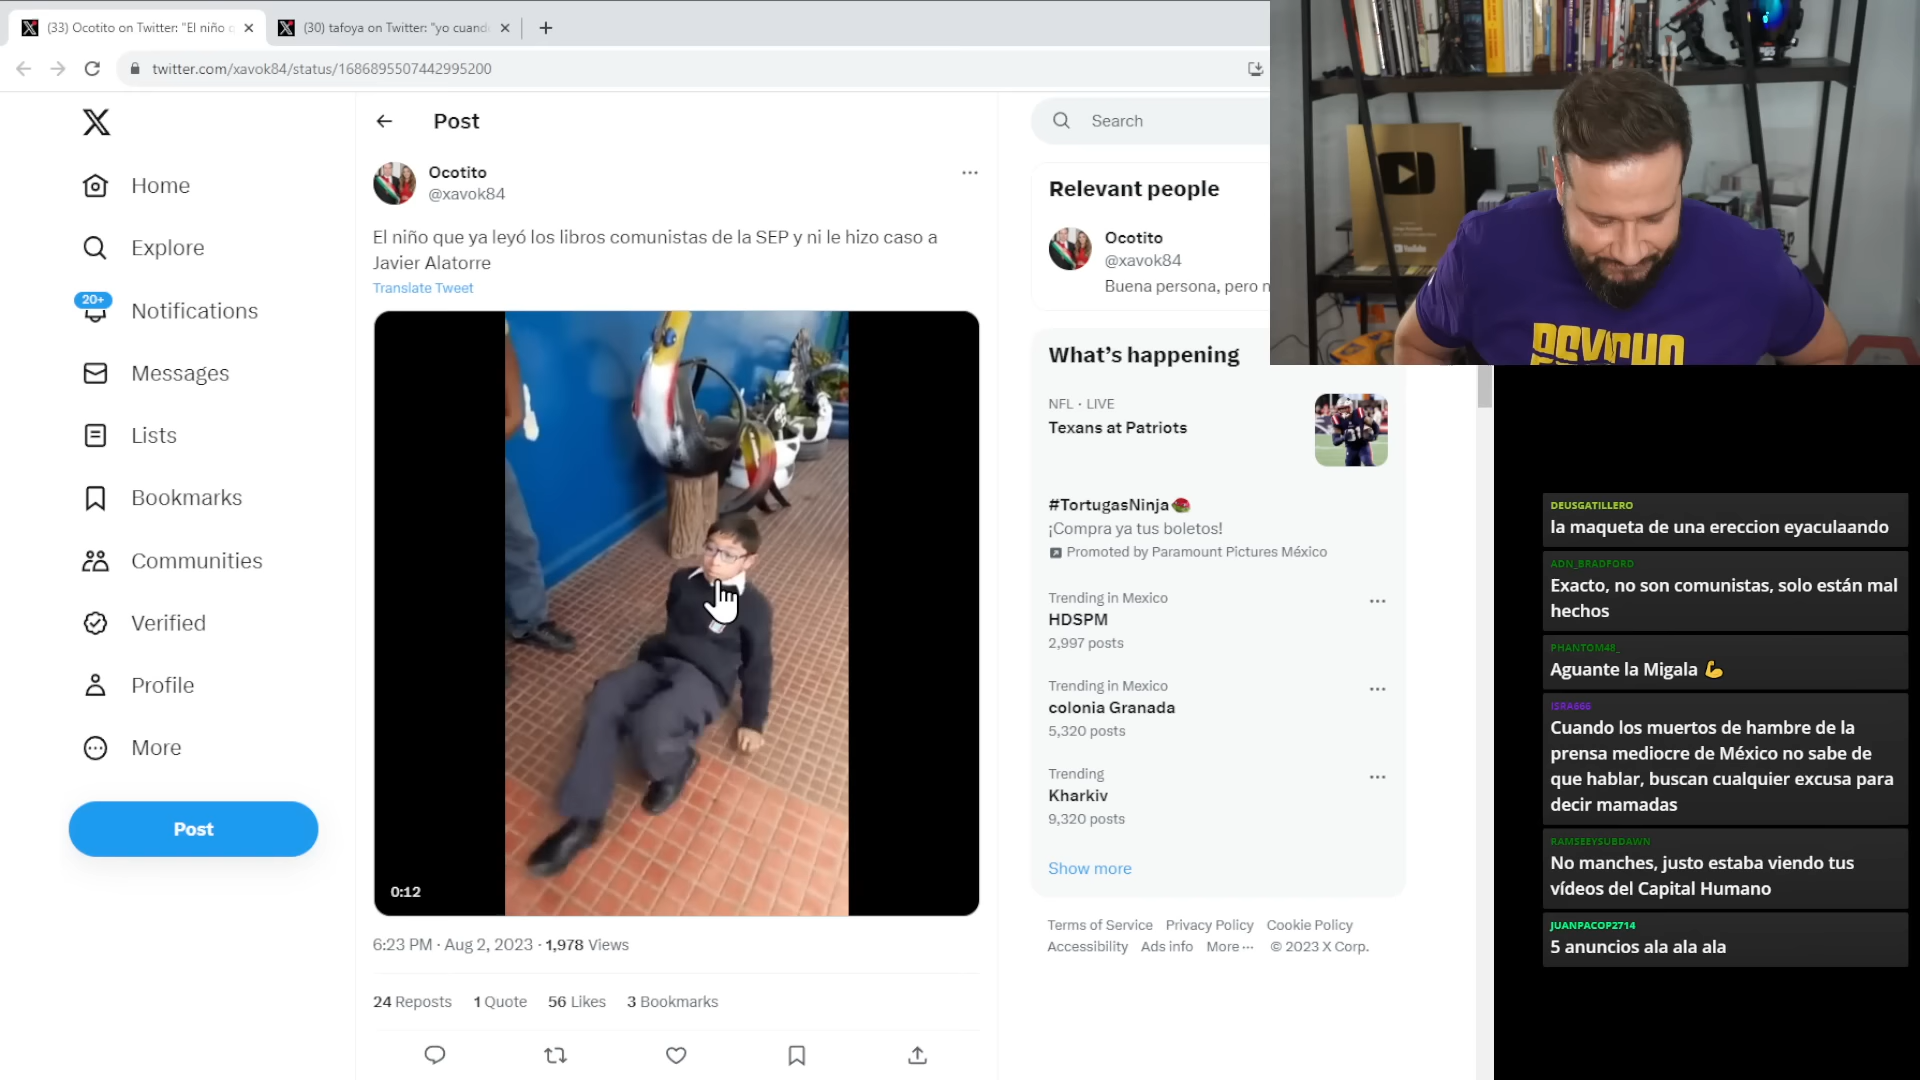 (33) Ocotito on Twitter: "El niño
(30) tafoya on Twitter: "yo cuand
twitter.com/xavok84/status/1686895507442995200
Home
Explore
20+
Notifications
Messages
Lists
Bookmarks
Communities
Verified
Profile
More
Post
Post
Ocotito
@xavok84
El niño que ya leyó los libros comunistas de la SEP y ni le hizo caso a
Javier Alatorre
Translate Tweet
0:12
6:23 PM · Aug 2, 2023 · 1,978 Views
24 Reposts 1 Quote 56 Likes 3 Bookmarks
Search
Relevant people
Ocotito
@xavok84
Buena persona, pero n
What's happening
NFL · LIVE
Texans at Patriots
#TortugasNinja
¡Compra ya tus boletos!
Promoted by Paramount Pictures México
Trending in Mexico
HDSPM
2,997 posts
Trending in Mexico
colonia Granada
5,320 posts
Trending
Kharkiv
9,320 posts
Show more
Terms of Service Privacy Policy Cookie Policy
Accessibility Ads info More ··· © 2023 X Corp.
YouTube
PSYCHO
DEUSGATILLERO
la maqueta de una ereccion eyaculaando
ADN_BRADFORD
Exacto, no son comunistas, solo están mal
hechos
PHANTOM48_
Aguante la Migala 💪
ISRA666
Cuando los muertos de hambre de la
prensa mediocre de México no sabe de
que hablar, buscan cualquier excusa para
decir mamadas
RAMSEEYSUBDAWN
No manches, justo estaba viendo tus
vídeos del Capital Humano
JUANPACOP2714
5 anuncios ala ala ala